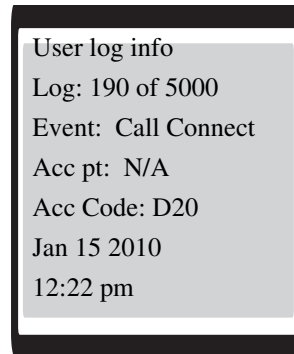 User log info
Log: 190 of 5000
Event: Call Connect
Acc pt: N/A
Acc Code: D20
Jan 15 2010
12:22 pm